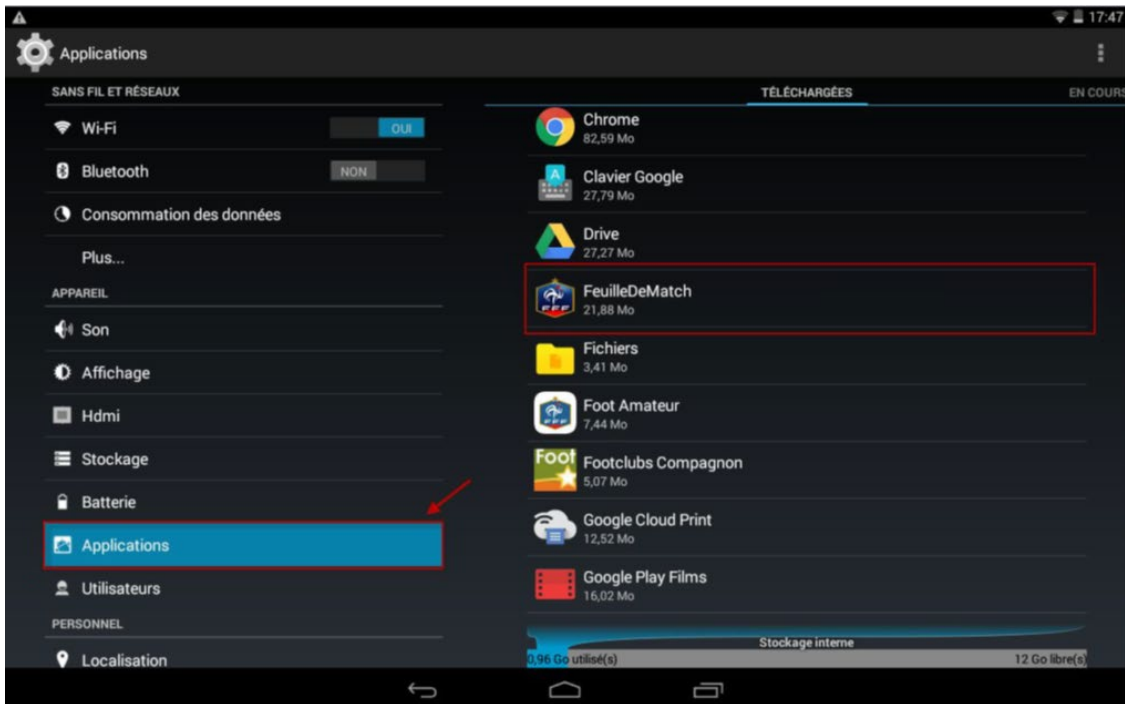 17:47
Applications
SANS FIL ET RÉSEAUX
Wi-Fi
OUI
Bluetooth
NON
Consommation des données
Plus...
APPAREIL
Son
Affichage
Hdmi
Stockage
Batterie
Applications
Utilisateurs
PERSONNEL
Localisation
TÉLÉCHARGÉES
EN COURS
Chrome
82,59 Mo
Clavier Google
27,79 Mo
Drive
27,27 Mo
FeuilleDeMatch
21,88 Mo
Fichiers
3,41 Mo
Foot Amateur
7,44 Mo
Foot
Footclubs Compagnon
5,07 Mo
Google Cloud Print
12,52 Mo
Google Play Films
16,02 Mo
Stockage interne
0,96 Go utilisé(s)
12 Go libre(s)